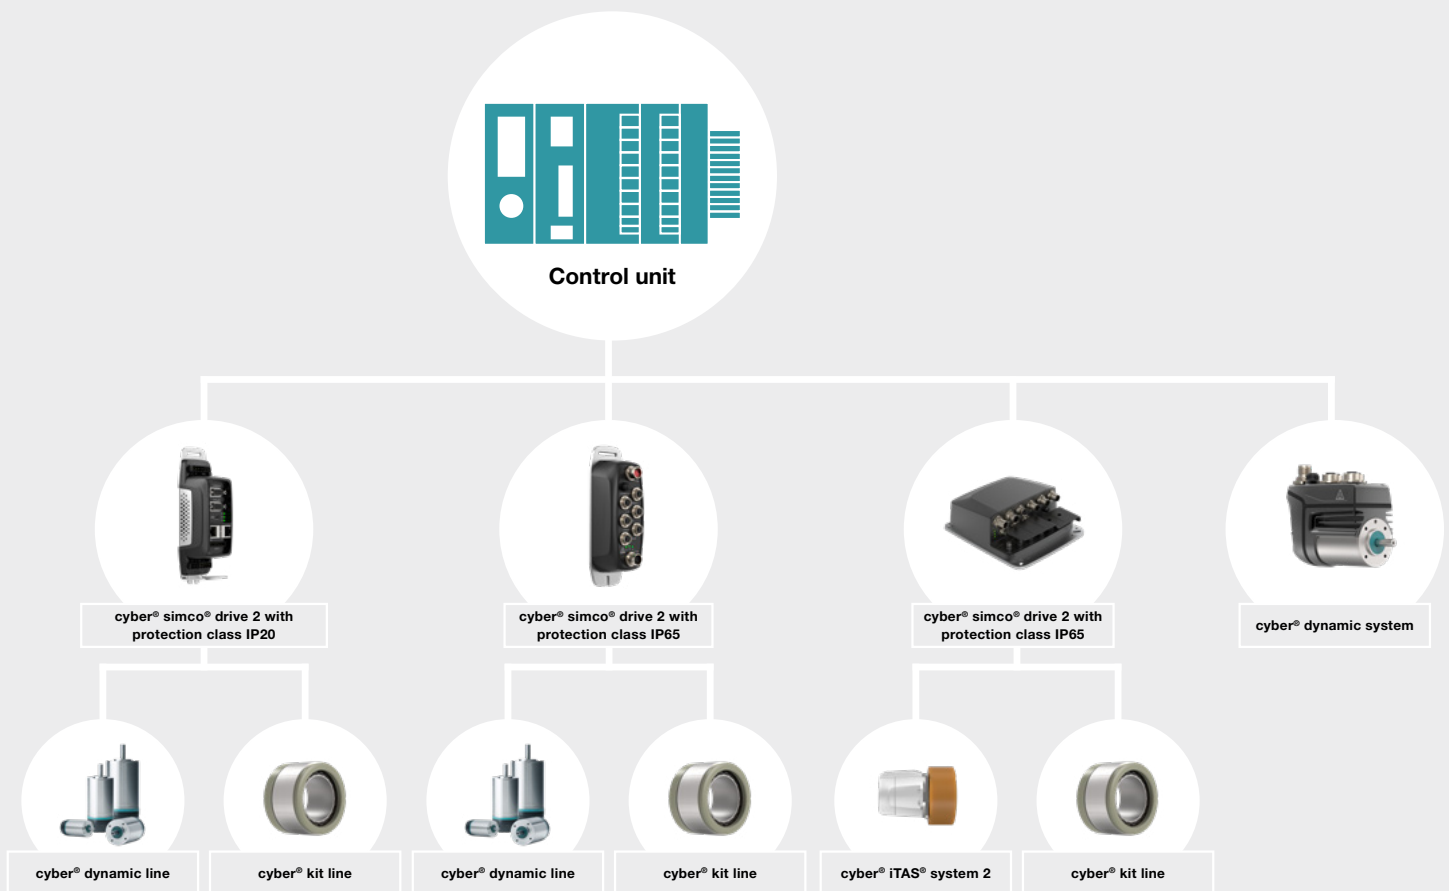 Control unit
cyber® simco® drive 2 with
protection class IP20
cyber® simco® drive 2 with
protection class IP65
cyber® simco® drive 2 with
protection class IP65
cyber® dynamic system
cyber® dynamic line
cyber® kit line
cyber® dynamic line
cyber® kit line
cyber® iTAS® system 2
cyber® kit line